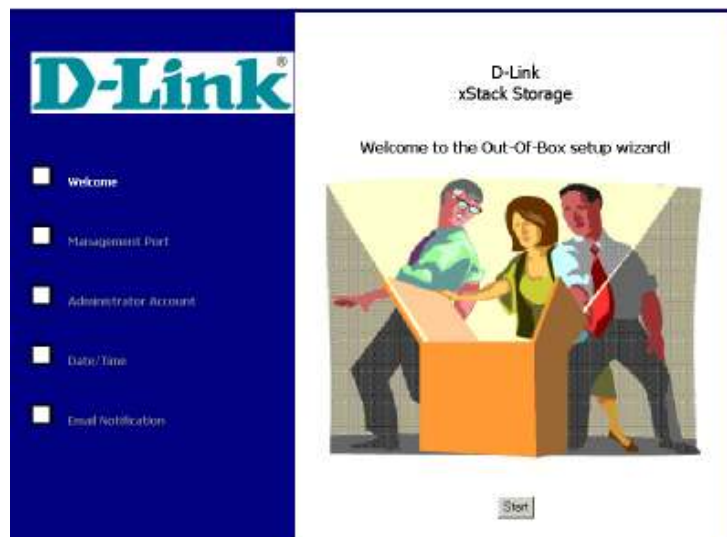 D-Link®
Welcome
Management Port
Administrator Account
Date/Time
Email Notification
D-Link
xStack Storage
Welcome to the Out-Of-Box setup wizard!
Start